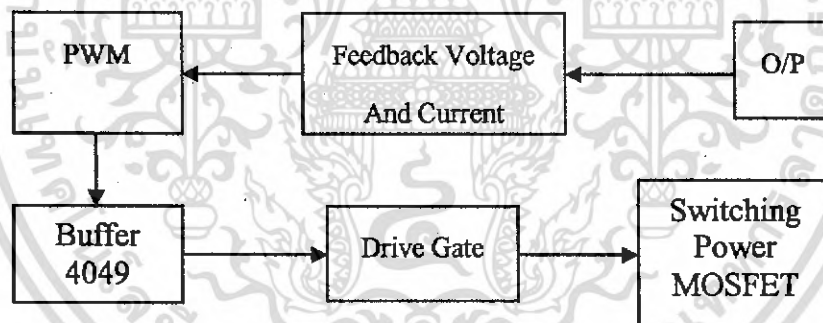 PWM
Feedback Voltage
And Current
O/P
Buffer
4049
Drive Gate
Switching
Power
MOSFET